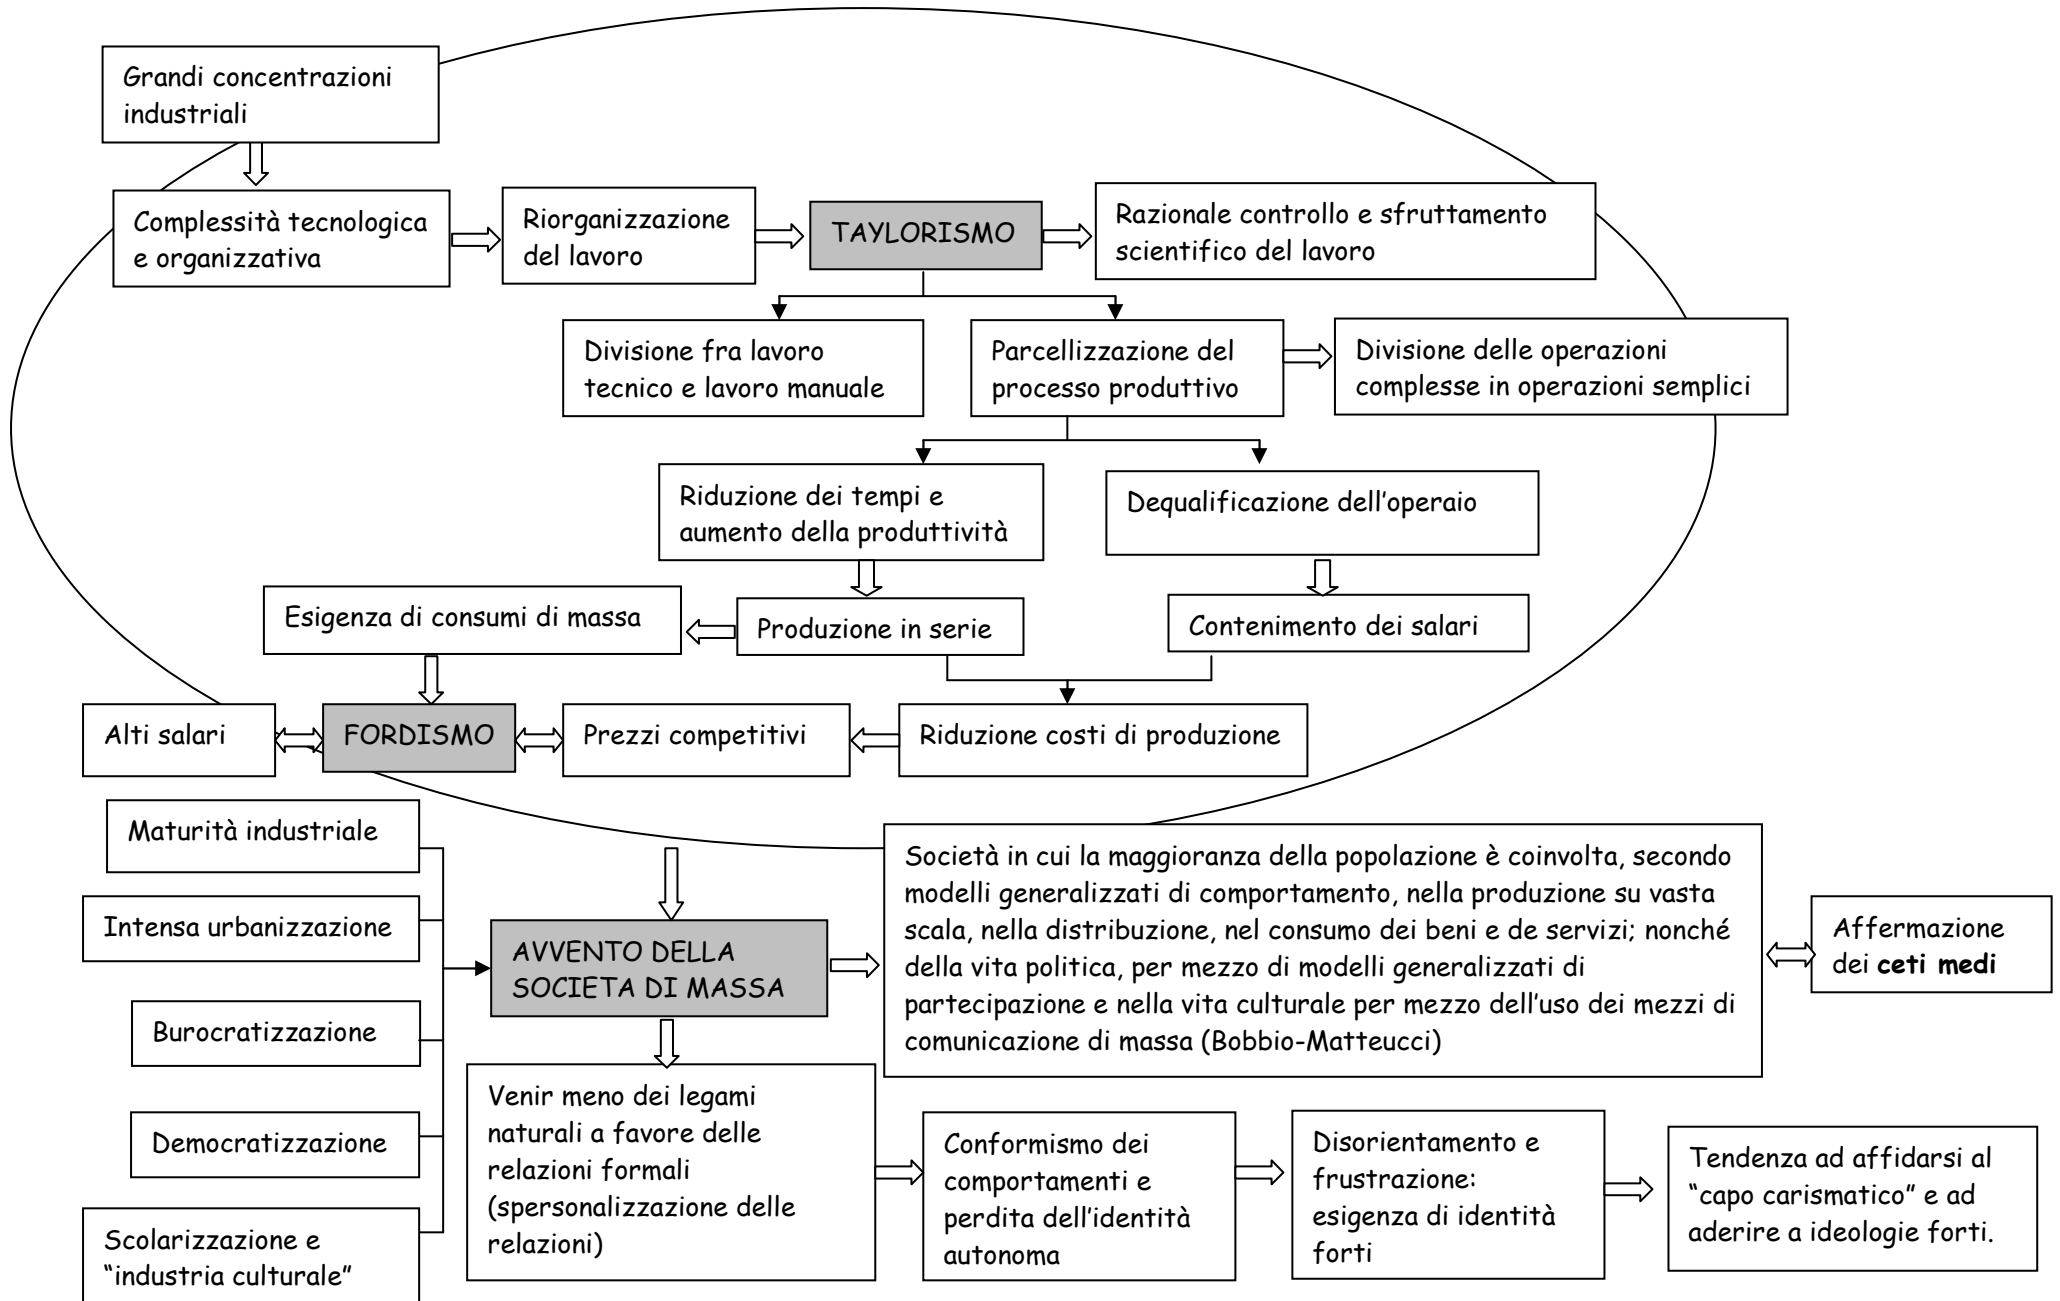 Grandi concentrazioni
industriali
Complessità tecnologica
e organizzativa
Riorganizzazione
del lavoro
TAYLORISMO
Razionale controllo e sfruttamento
scientifico del lavoro
Divisione fra lavoro
tecnico e lavoro manuale
Parcellizzazione del
processo produttivo
Divisione delle operazioni
complesse in operazioni semplici
Riduzione dei tempi e
aumento della produttività
Dequalificazione dell'operaio
Esigenza di consumi di massa
Produzione in serie
Contenimento dei salari
Alti salari
FORDISMO
Prezzi competitivi
Riduzione costi di produzione
Maturità industriale
Intensa urbanizzazione
Burocratizzazione
Democratizzazione
Scolarizzazione e
“industria culturale”
AVVENTO DELLA
SOCIETA DI MASSA
Società in cui la maggioranza della popolazione è coinvolta, secondo
modelli generalizzati di comportamento, nella produzione su vasta
scala, nella distribuzione, nel consumo dei beni e de servizi; nonché
della vita politica, per mezzo di modelli generalizzati di
partecipazione e nella vita culturale per mezzo dell'uso dei mezzi di
comunicazione di massa (Bobbio-Matteucci)
Affermazione
dei ceti medi
Venir meno dei legami
naturali a favore delle
relazioni formali
(spersonalizzazione delle
relazioni)
Conformismo dei
comportamenti e
perdita dell'identità
autonoma
Disorientamento e
frustrazione:
esigenza di identità
forti
Tendenza ad affidarsi al
“capo carismatico” e ad
aderire a ideologie forti.